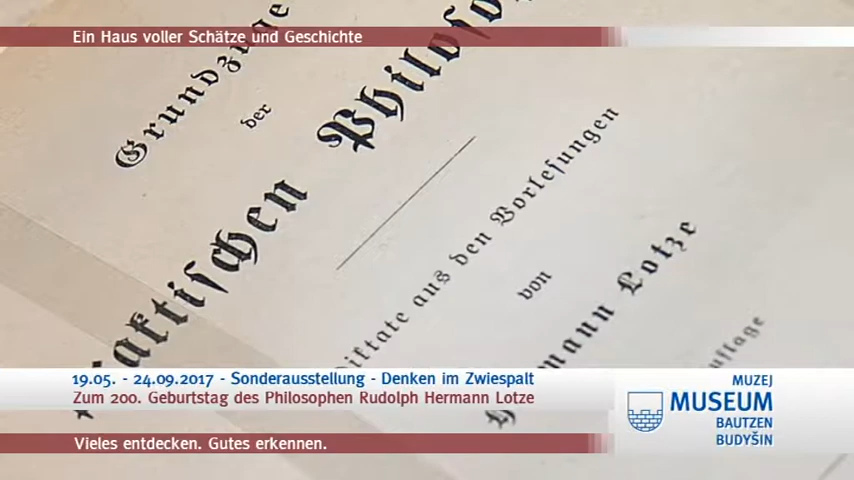 Ein Haus voller Schätze und Geschichte
Grundzüge
der
Praktischen Philoso
Diktate aus den Vorlesungen
von
Hermann Lotze
uflage
19.05. - 24.09.2017 - Sonderausstellung - Denken im Zwiespalt
Zum 200. Geburtstag des Philosophen Rudolph Hermann Lotze
MUZEJ
MUSEUM
BAUTZEN
BUDYŠIN
Vieles entdecken. Gutes erkennen.